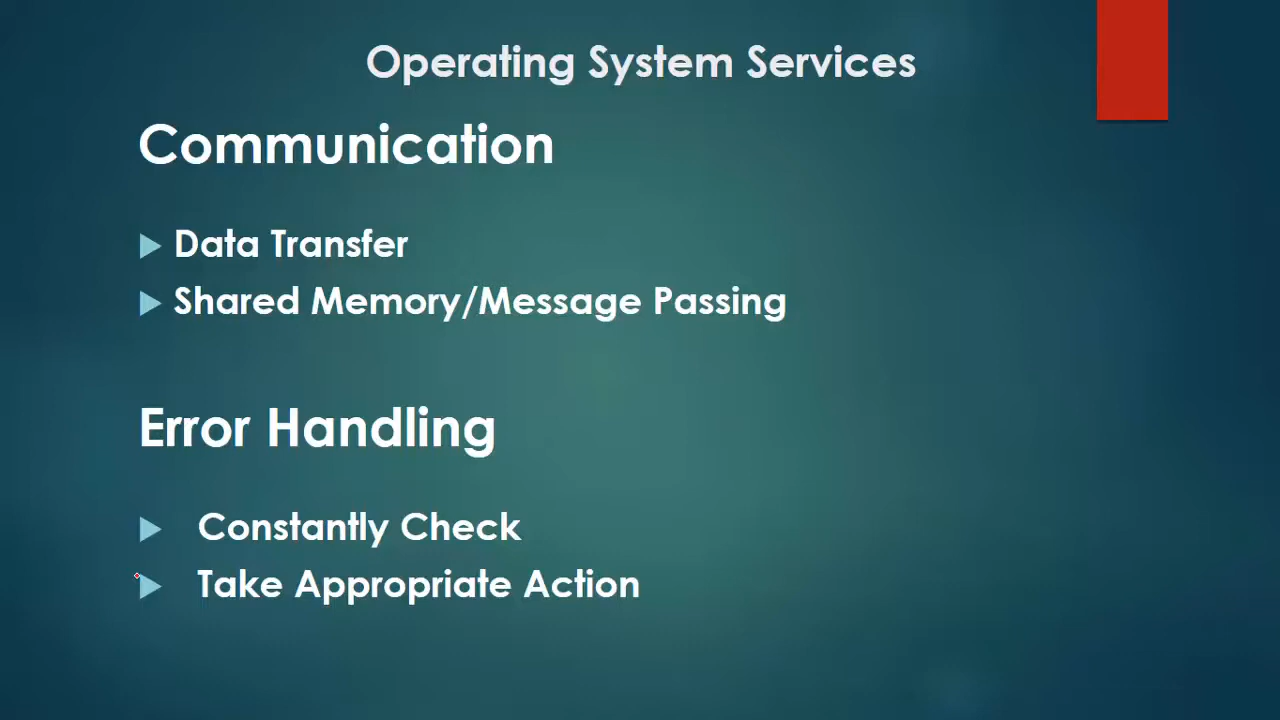 Operating System Services
Communication
Data Transfer
Shared Memory/Message Passing
Error Handling
Constantly Check
Take Appropriate Action